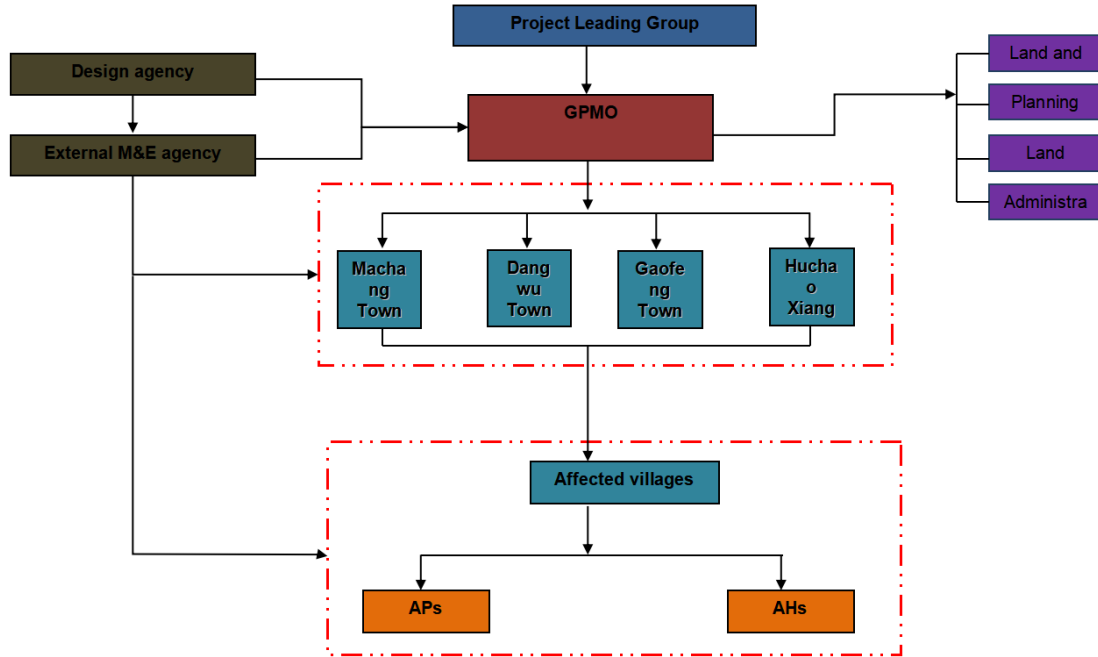 Project Leading Group
Design agency
External M&E agency
GPMO
Land and
Planning
Land
Administra
Macha
ng
Town
Dang
wu
Town
Gaofe
ng
Town
Hucha
o
Xiang
Affected villages
APs
AHs